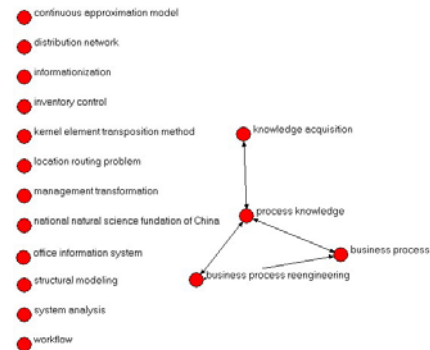 continuous approximation model
distribution network
informationization
inventory control
kernel element transposition method
location routing problem
management transformation
national natural science fundation of China
office information system
structural modeling
system analysis
workflow
knowledge acquisition
process knowledge
business process
business process reengineering